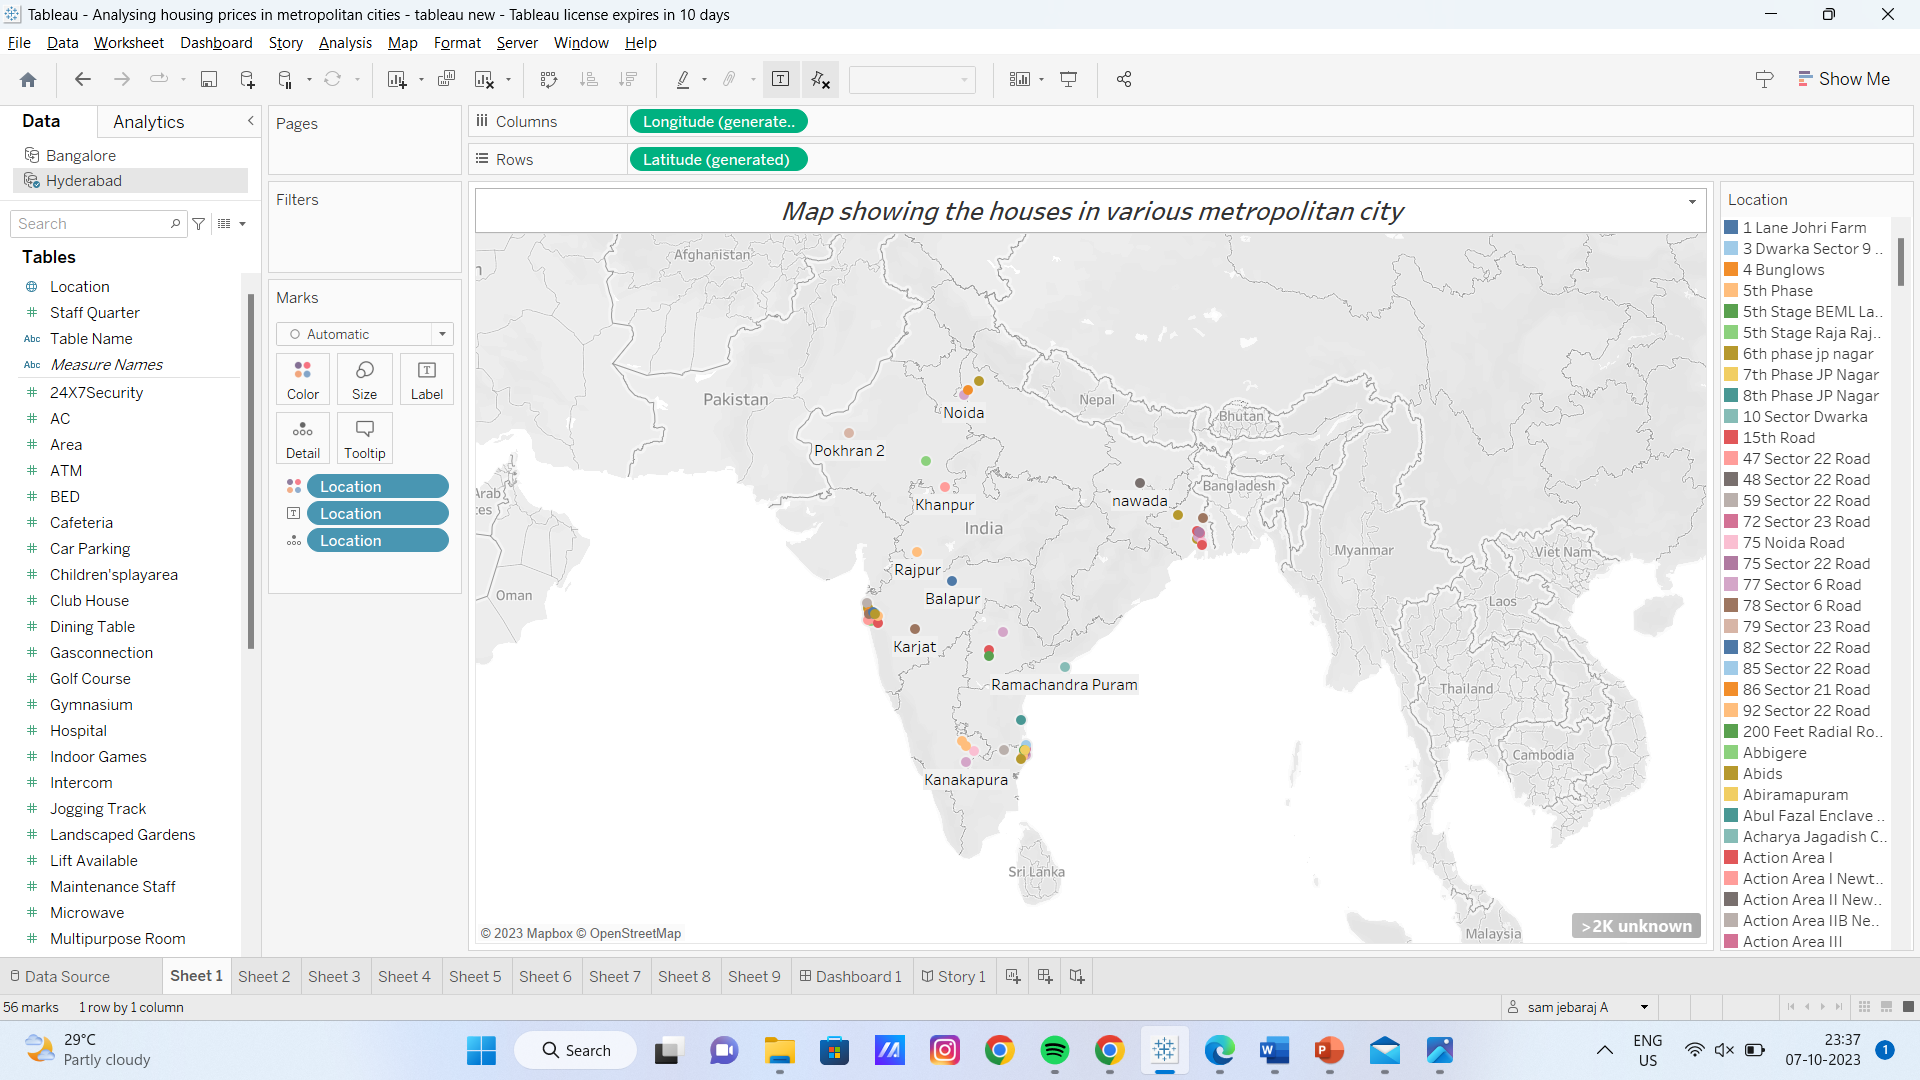 Tableau - Analysing housing prices in metropolitan cities - tableau new - Tableau license expires in 10 days
File Data Worksheet Dashboard Story Analysis Map Format Server Window Help
Show Me
Data Analytics
Bangalore
Hyderabad
Search
Tables
Location
Staff Quarter
Abc Table Name
Abc Measure Names
24X7Security
AC
Area
ATM
BED
Cafeteria
Car Parking
Children'splayarea
Club House
Dining Table
Gasconnection
Golf Course
Gymnasium
Hospital
Indoor Games
Intercom
Jogging Track
Landscaped Gardens
Lift Available
Maintenance Staff
Microwave
Multipurpose Room
Pages
Filters
Marks
Automatic
Color Size Label
Detail Tooltip
Location
Location
Location
Columns Longitude (generate..
Rows Latitude (generated)
Map showing the houses in various metropolitan city
Afghanistan
Pakistan
Nepal
Bhutan
Noida
Pokhran 2
Khanpur
nawada
Bangladesh
India
Myanmar
Viet Nam
Oman
Rajpur
Balapur
Laos
Karjat
Ramachandra Puram
Thailand
Cambodia
Kanakapura
Sri Lanka
Malaysia
© 2023 Mapbox © OpenStreetMap
>2K unknown
Location
1 Lane Johri Farm
3 Dwarka Sector 9 ..
4 Bunglows
5th Phase
5th Stage BEML La..
5th Stage Raja Raj..
6th phase jp nagar
7th Phase JP Nagar
8th Phase JP Nagar
10 Sector Dwarka
15th Road
47 Sector 22 Road
48 Sector 22 Road
59 Sector 22 Road
72 Sector 23 Road
75 Noida Road
75 Sector 22 Road
77 Sector 6 Road
78 Sector 6 Road
79 Sector 23 Road
82 Sector 22 Road
85 Sector 22 Road
86 Sector 21 Road
92 Sector 22 Road
200 Feet Radial Ro..
Abbigere
Abids
Abiramapuram
Abul Fazal Enclave ..
Acharya Jagadish C..
Action Area I
Action Area I Newt..
Action Area II New..
Action Area IIB Ne..
Action Area III
Data Source Sheet 1 Sheet 2 Sheet 3 Sheet 4 Sheet 5 Sheet 6 Sheet 7 Sheet 8 Sheet 9 Dashboard 1 Story 1
56 marks 1 row by 1 column sam jebaraj A
29°C
Partly cloudy
Search
ENG
US
23:37
07-10-2023
1